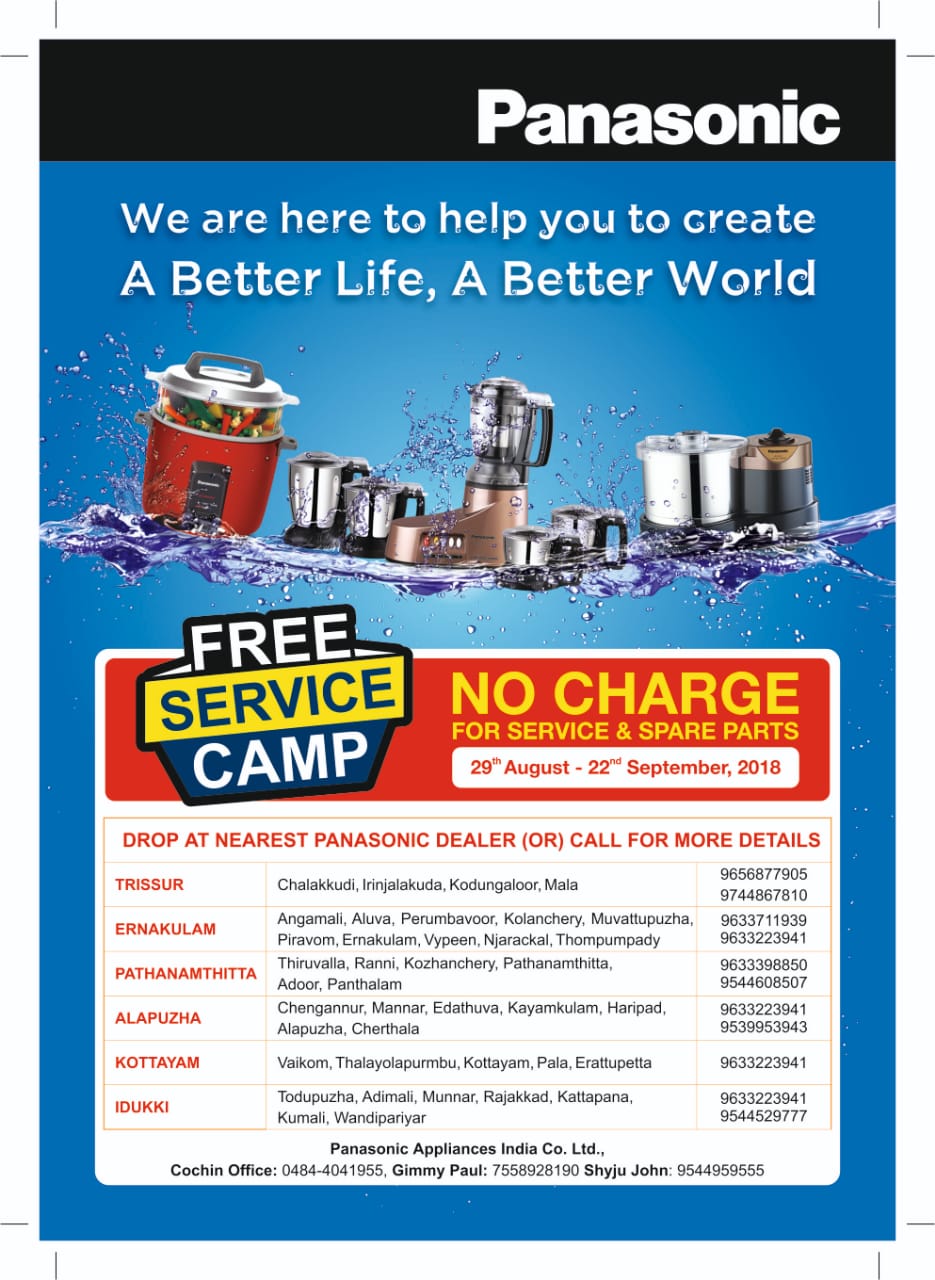 Panasonic
We are here to help you to create
A Better Life, A Better World
Panasonic
Panasonic
Panasonic
FREE
SERVICE
CAMP
NO CHARGE
FOR SERVICE & SPARE PARTS
29th August - 22nd September, 2018
DROP AT NEAREST PANASONIC DEALER (OR) CALL FOR MORE DETAILS
TRISSUR
Chalakkudi, Irinjalakuda, Kodungaloor, Mala
9656877905
9744867810
ERNAKULAM
Angamali, Aluva, Perumbavoor, Kolanchery, Muvattupuzha,
Piravom, Ernakulam, Vypeen, Njarackal, Thompumpady
9633711939
9633223941
PATHANAMTHITTA
Thiruvalla, Ranni, Kozhanchery, Pathanamthitta,
Adoor, Panthalam
9633398850
9544608507
ALAPUZHA
Chengannur, Mannar, Edathuva, Kayamkulam, Haripad,
Alapuzha, Cherthala
9633223941
9539953943
KOTTAYAM
Vaikom, Thalayolapurmbu, Kottayam, Pala, Erattupetta
9633223941
IDUKKI
Todupuzha, Adimali, Munnar, Rajakkad, Kattapana,
Kumali, Wandipariyar
9633223941
9544529777
Panasonic Appliances India Co. Ltd.,
Cochin Office: 0484-4041955, Gimmy Paul: 7558928190 Shyju John: 9544959555